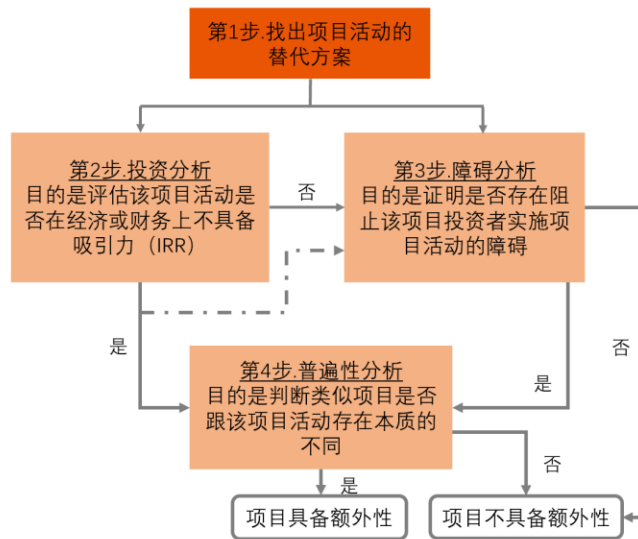 第1步.找出项目活动的
替代方案
第2步.投资分析
目的是评估该项目活动是
否在经济或财务上不具备
吸引力（IRR）
否
第3步.障碍分析
目的是证明是否存在阻
止该项目投资者实施项
目活动的障碍
是
否
第4步.普遍性分析
目的是判断类似项目是否
跟该项目活动存在本质的
不同
是
是
否
项目具备额外性
项目不具备额外性